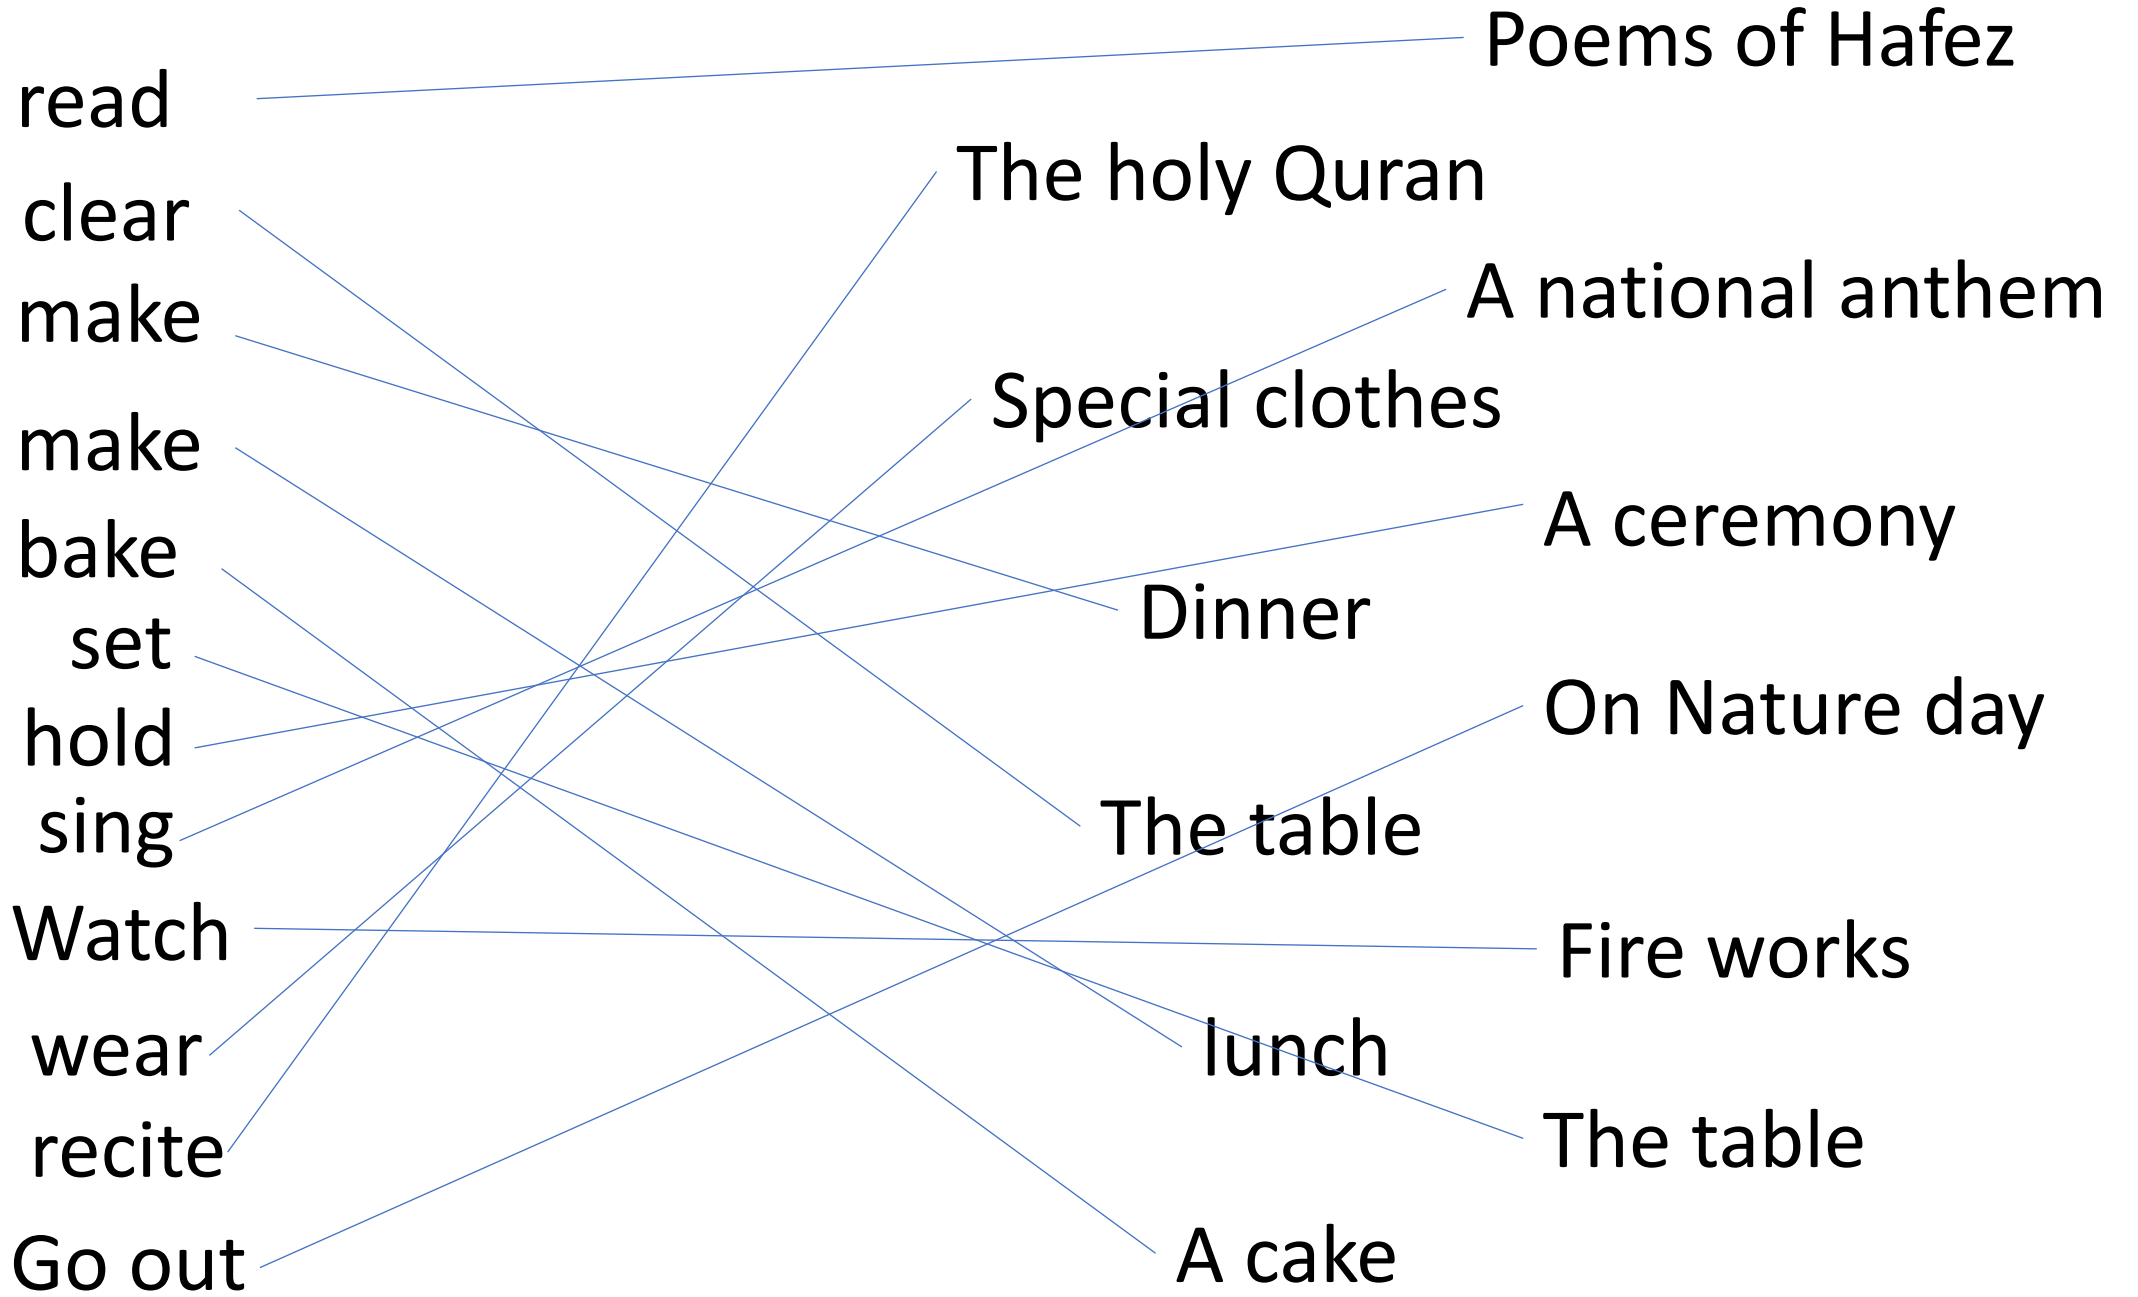 read
clear
make
make
bake
set
hold
sing
Watch
wear
recite
Go out
Poems of Hafez
The holy Quran
A national anthem
Special clothes
A ceremony
Dinner
On Nature day
The table
Fire works
lunch
The table
A cake